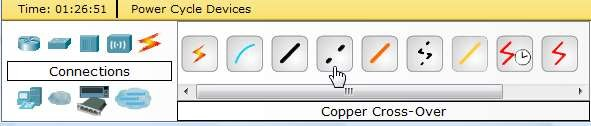 Time: 01:26:51 Power Cycle Devices
Connections
Copper Cross-Over